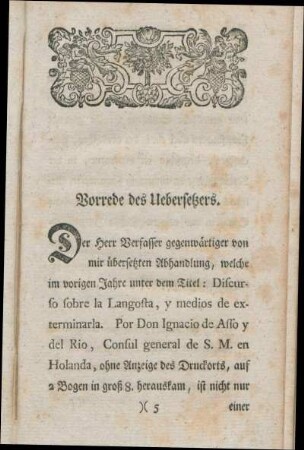 Vorrede des Uebersetzers.
Der Herr Verfasser gegenwärtiger von
mir übersetzten Abhandlung, welche
im vorigen Jahre unter dem Titel: Discur-
so sobre la Langosta, y medios de ex-
terminarla. Por Don Ignacio de Asso y
del Rio, Consul general de S. M. en
Holanda, ohne Anzeige des Druckorts, auf
2 Bogen in groß 8. herauskam, ist nicht nur
)( 5 einer